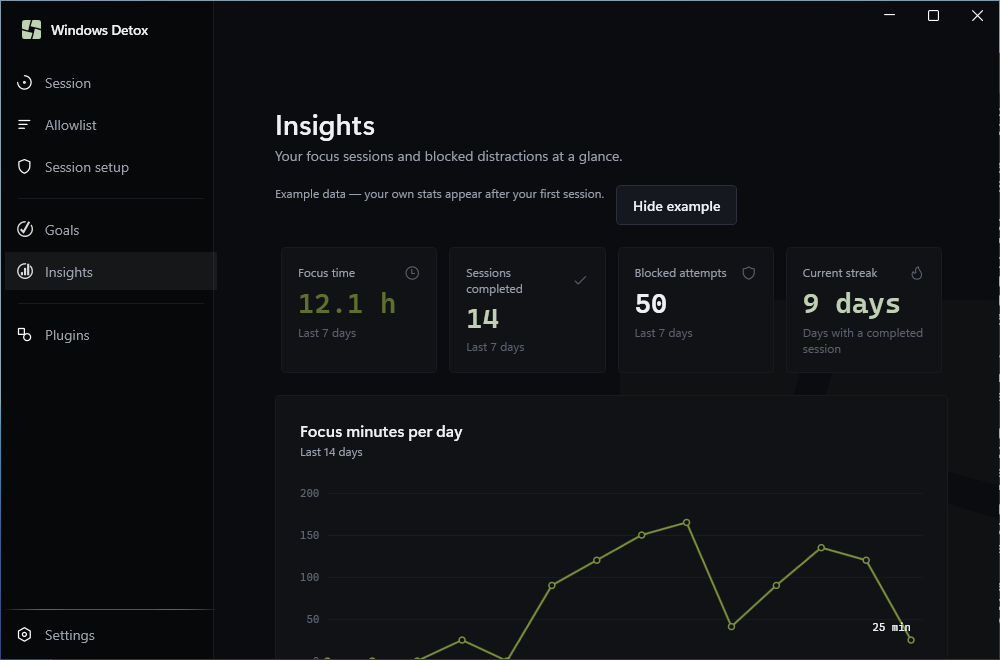 Windows Detox
Session
Allowlist
Session setup
Goals
Insights
Plugins
Settings
Insights
Your focus sessions and blocked distractions at a glance.
Example data — your own stats appear after your first session.
Hide example
Focus time
12.1 h
Last 7 days
Sessions
completed
14
Last 7 days
Blocked attempts
50
Last 7 days
Current streak
9 days
Days with a completed
session
Focus minutes per day
Last 14 days
200
150
100
50
0
25 min